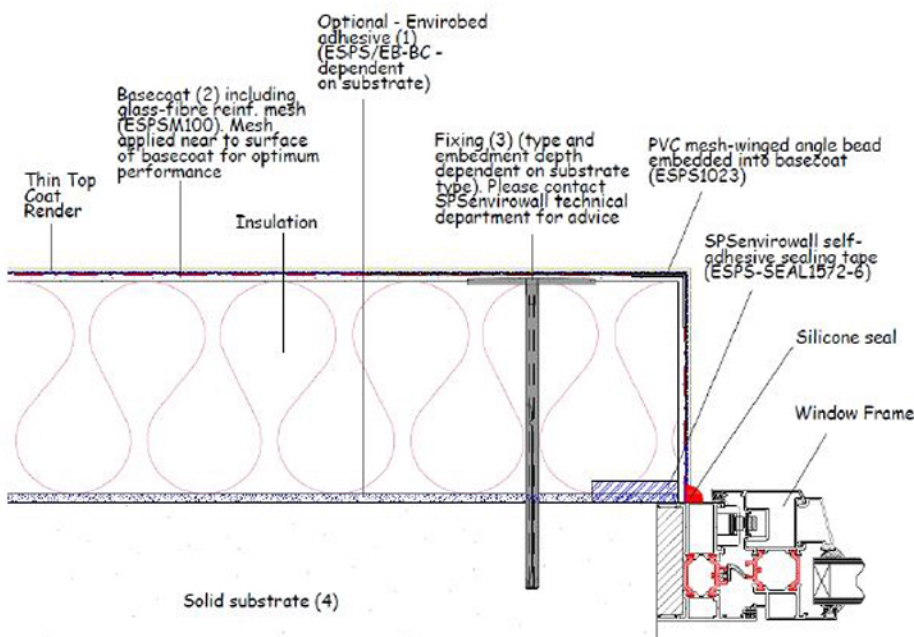 Optional - Envirobed
adhesive (1)
(ESPS/EB-BC -
dependent
on substrate)
Basecoat (2) including
glass-fibre reinf. mesh
(ESPSM100). Mesh
applied near to surface
of basecoat for optimum
performance
Fixing (3) (type and
embedment depth
dependent on substrate
type). Please contact
SPSenvirowall technical
department for advice
PVC mesh-winged angle bead
embedded into basecoat
(ESPS1023)
Thin Top
Coat
Render
Insulation
SPSenvirowall self-
adhesive sealing tape
(ESPS-SEAL1572-6)
Silicone seal
Window Frame
Solid substrate (4)